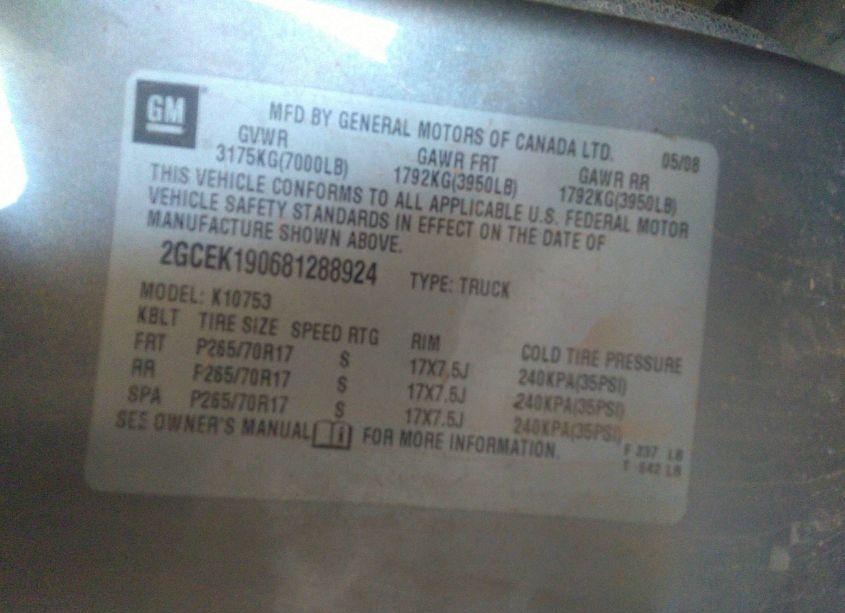 GM
MFD BY GENERAL MOTORS OF CANADA LTD. 05/08
GVWR GAWR FRT GAWR RR
3175KG(7000LB) 1792KG(3950LB) 1792KG(3950LB)
THIS VEHICLE CONFORMS TO ALL APPLICABLE U.S. FEDERAL MOTOR
VEHICLE SAFETY STANDARDS IN EFFECT ON THE DATE OF
MANUFACTURE SHOWN ABOVE.
2GCEK190681288924 TYPE: TRUCK
MODEL: K10753
KBLT TIRE SIZE SPEED RTG RIM COLD TIRE PRESSURE
FRT P265/70R17 S 17X7.5J 240KPA(35PSI)
RR P265/70R17 S 17X7.5J 240KPA(35PSI)
SPA P265/70R17 S 17X7.5J 240KPA(35PSI)
SEE OWNER'S MANUAL FOR MORE INFORMATION.
F 237 LB
T 642 LB